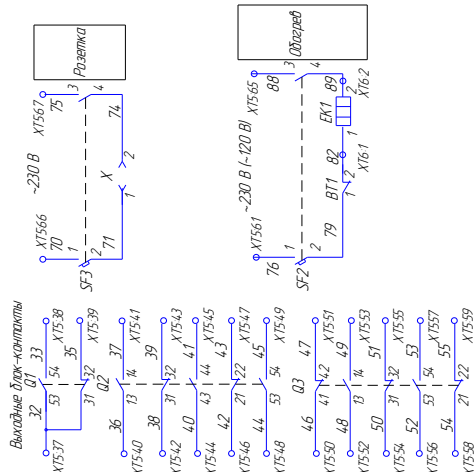 Выходные блок-контакты
Q1
XT537
32
53
54
33
XT538
31
32
35
XT539
Q2
XT540
36
13
14
37
XT541
XT542
38
31
32
39
XT543
XT544
40
43
44
41
XT545
XT546
42
21
22
43
XT547
XT548
44
53
54
45
XT549
Q3
XT550
46
41
42
47
XT551
XT552
48
13
14
49
XT553
XT554
50
31
32
51
XT555
XT556
52
53
54
53
XT557
XT558
54
21
22
55
XT559
~230 В
Розетка
XT566
70
1
2
SF3
71
1
X
2
74
3
4
75
XT567
~230 В (~120 В)
Обогрев
XT561
76
1
2
SF2
79
BT1
1
2
82
XT6:1
1
EK1
2
89
XT6:2
3
4
88
XT565